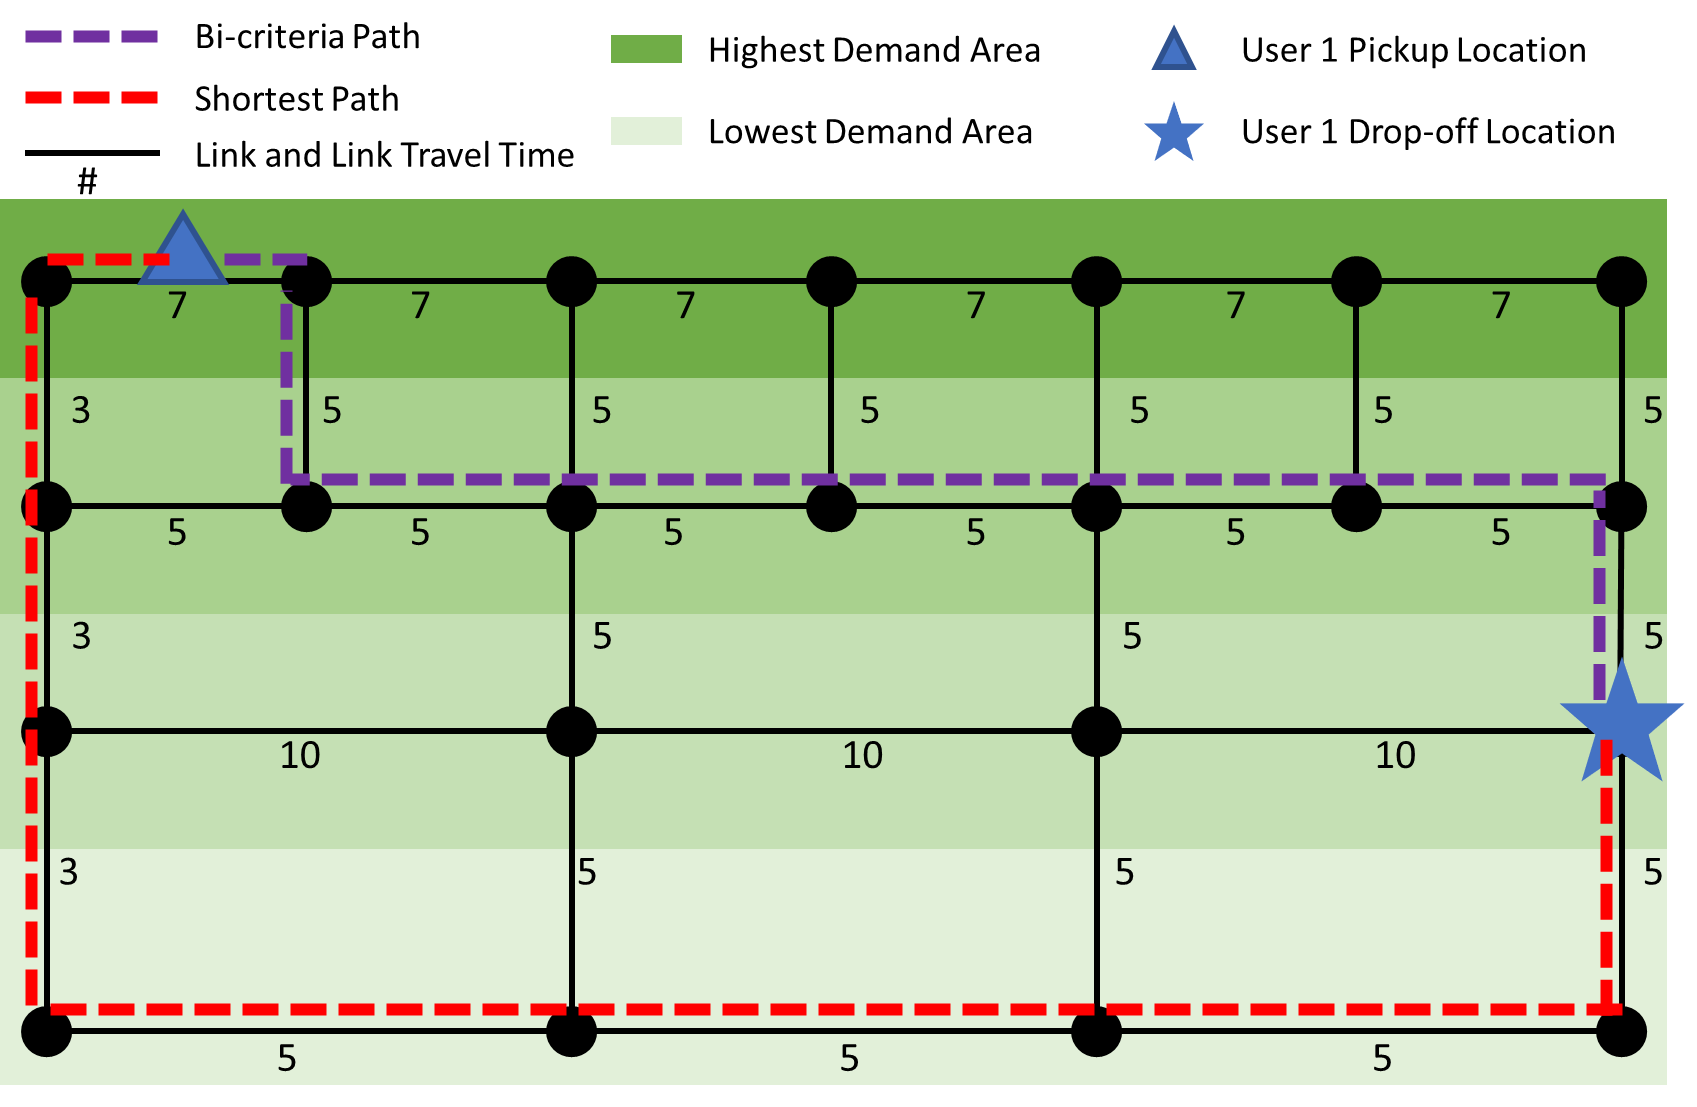 Bi-criteria Path
Shortest Path
Link and Link Travel Time
#
Highest Demand Area
Lowest Demand Area
User 1 Pickup Location
User 1 Drop-off Location
7 7 7 7 7 7
3 5 5 5 5 5 5
5 5 5 5 5 5
3 5 5 5
10 10 10
3 5 5 5
5 5 5